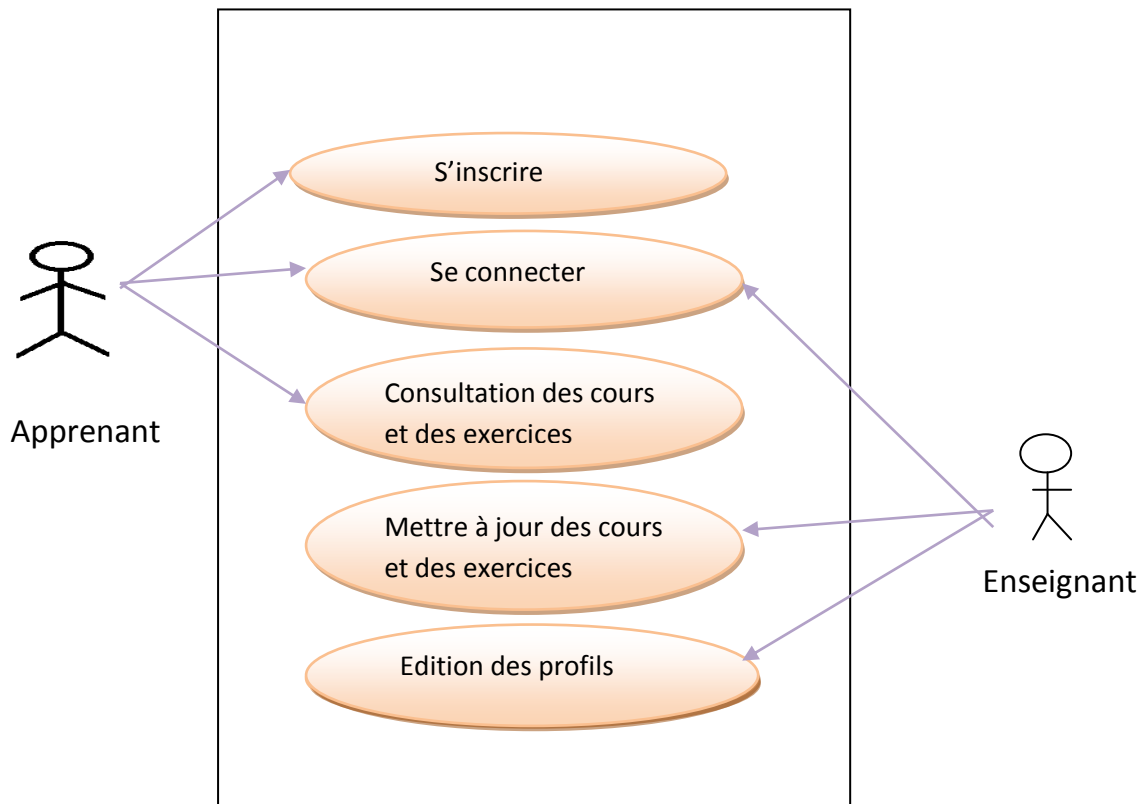 S’inscrire
Se connecter
Consultation des cours
et des exercices
Apprenant
Mettre à jour des cours
et des exercices
Enseignant
Edition des profils